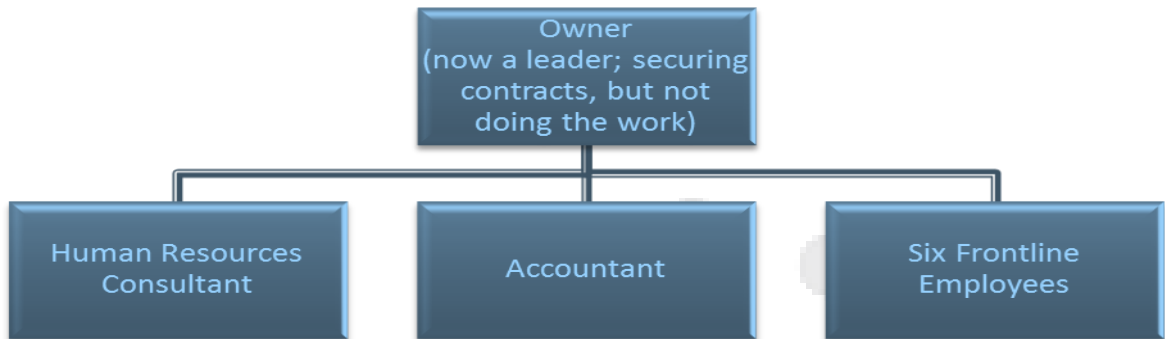 Owner
(now a leader; securing
contracts, but not
doing the work)
Human Resources
Consultant
Accountant
Six Frontline
Employees